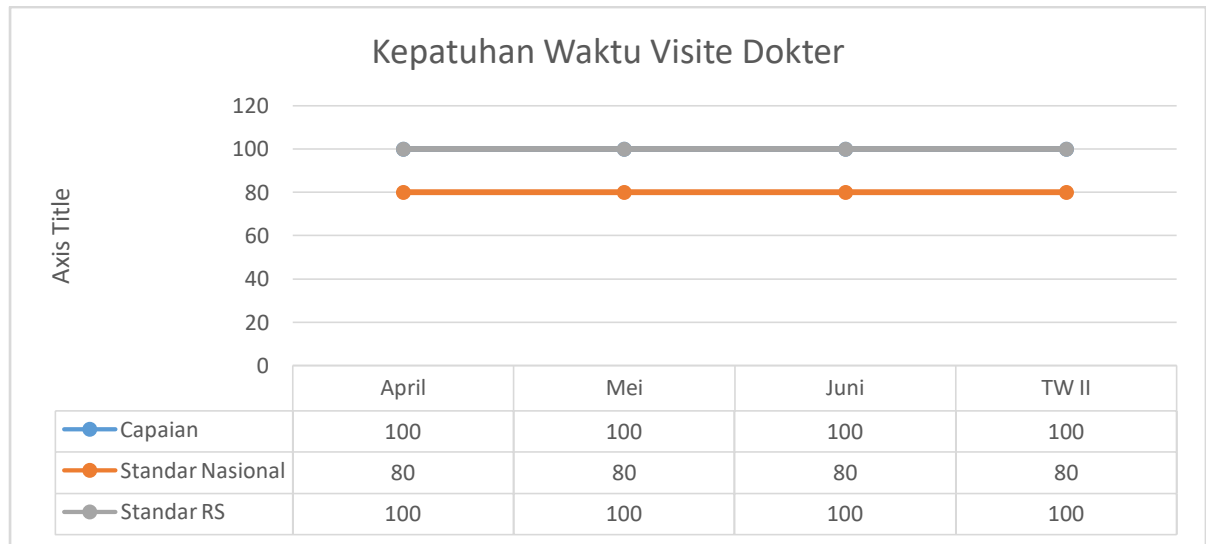 Kepatuhan Waktu Visite Dokter
Axis Title
120
100
80
60
40
20
0
April Mei Juni TW II
Capaian 100 100 100 100
Standar Nasional 80 80 80 80
Standar RS 100 100 100 100